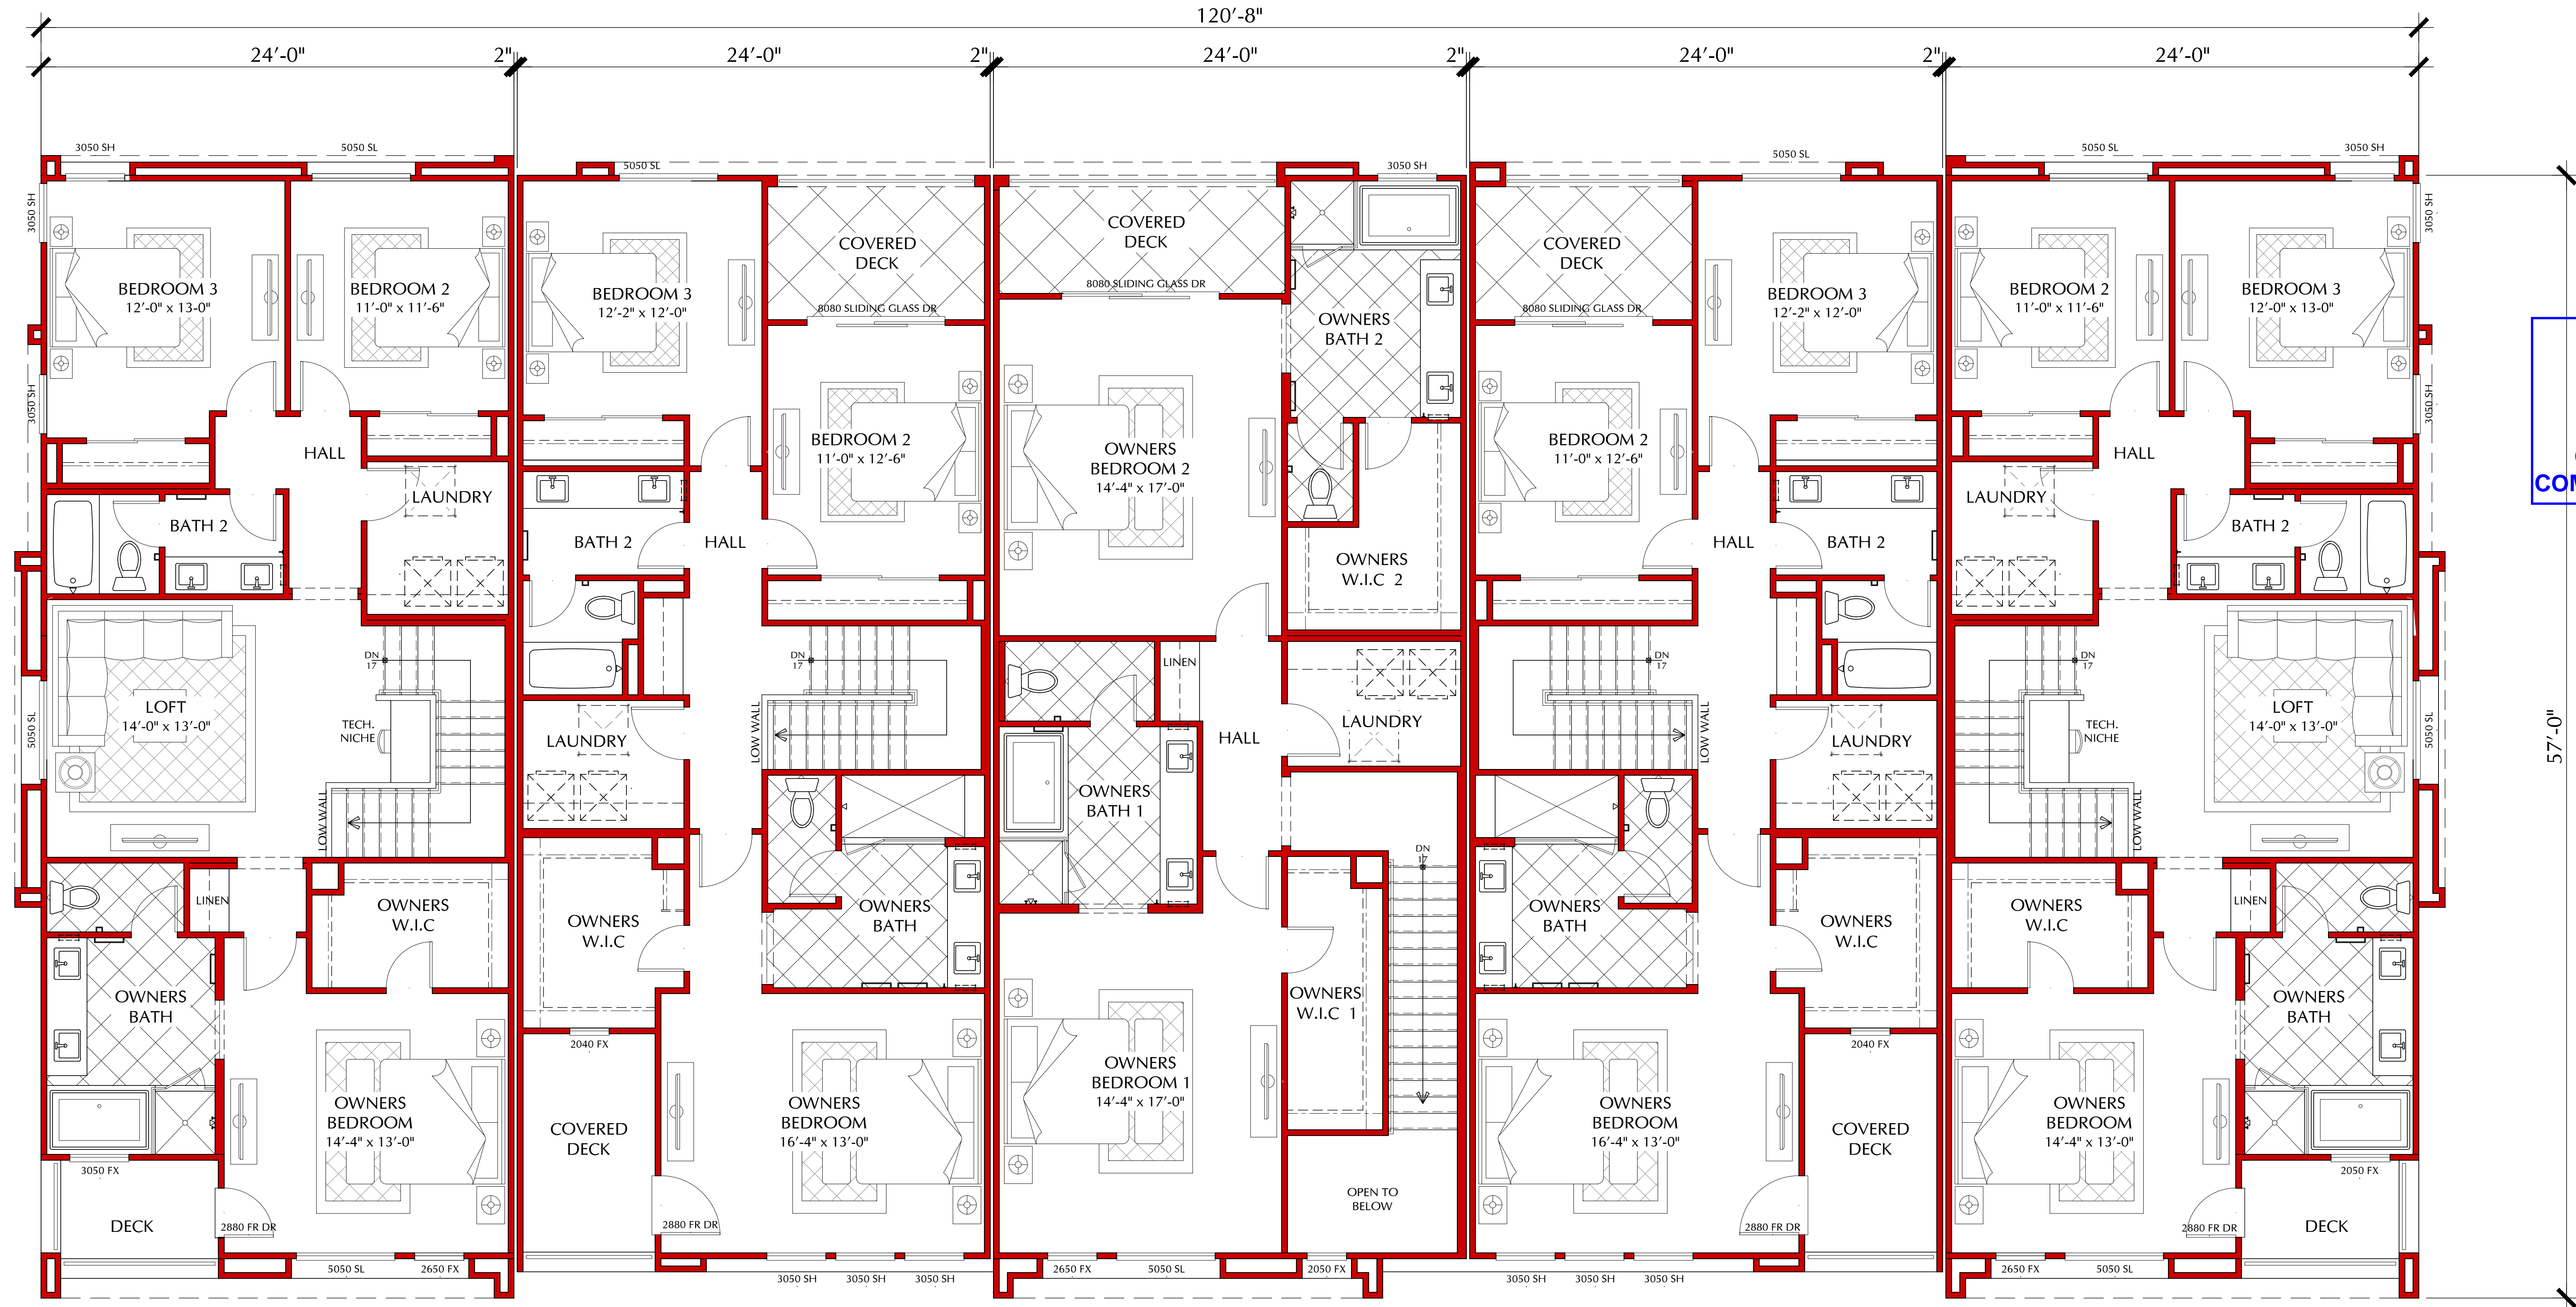 120'-8"
24'-0"
2"
24'-0"
2"
24'-0"
2"
24'-0"
2"
24'-0"
57'-0"
COM
3050 SH
5050 SL
3050 SH
3050 SH
BEDROOM 3
12'-0" x 13-0"
BEDROOM 2
11'-0" x 11'-6"
HALL
LAUNDRY
BATH 2
DN
17
LOFT
14'-0" x 13'-0"
TECH.
NICHE
5050 SL
LOW WALL
LINEN
OWNERS
W.I.C
OWNERS
BATH
OWNERS
BEDROOM
14'-4" x 13'-0"
3050 FX
DECK
2880 FR DR
5050 SL
2650 FX
5050 SL
BEDROOM 3
12'-2" x 12'-0"
COVERED
DECK
8080 SLIDING GLASS DR
BEDROOM 2
11'-0" x 12'-6"
BATH 2
HALL
DN
17
LOW WALL
LAUNDRY
OWNERS
W.I.C
OWNERS
BATH
2040 FX
COVERED
DECK
OWNERS
BEDROOM
16'-4" x 13'-0"
2880 FR DR
3050 SH
3050 SH
3050 SH
COVERED
DECK
8080 SLIDING GLASS DR
3050 SH
OWNERS
BATH 2
OWNERS
BEDROOM 2
14'-4" x 17'-0"
OWNERS
W.I.C 2
LINEN
LAUNDRY
HALL
OWNERS
BATH 1
DN
17
OWNERS
W.I.C 1
OWNERS
BEDROOM 1
14'-4" x 17'-0"
OPEN TO
BELOW
2650 FX
5050 SL
2050 FX
5050 SL
COVERED
DECK
8080 SLIDING GLASS DR
BEDROOM 3
12'-2" x 12'-0"
BEDROOM 2
11'-0" x 12'-6"
HALL
BATH 2
DN
17
LOW WALL
LAUNDRY
OWNERS
BATH
OWNERS
W.I.C
2040 FX
OWNERS
BEDROOM
16'-4" x 13'-0"
COVERED
DECK
2880 FR DR
3050 SH
3050 SH
3050 SH
5050 SL
3050 SH
3050 SH
3050 SH
BEDROOM 2
11'-0" x 11'-6"
BEDROOM 3
12'-0" x 13-0"
HALL
LAUNDRY
BATH 2
DN
17
TECH.
NICHE
LOFT
14'-0" x 13'-0"
5050 SL
LOW WALL
OWNERS
W.I.C
LINEN
OWNERS
BATH
OWNERS
BEDROOM
14'-4" x 13'-0"
2050 FX
2880 FR DR
DECK
2650 FX
5050 SL